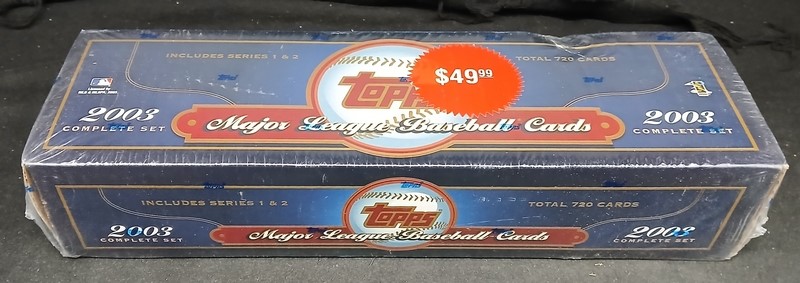 INCLUDES SERIES 1 & 2
TOTAL 720 CARDS
$49.99
Topps
2003
COMPLETE SET
Major League Baseball Cards
2003
COMPLETE SET
INCLUDES SERIES 1 & 2
TOTAL 720 CARDS
Topps
2003
COMPLETE SET
Major League Baseball Cards
2003
COMPLETE SET